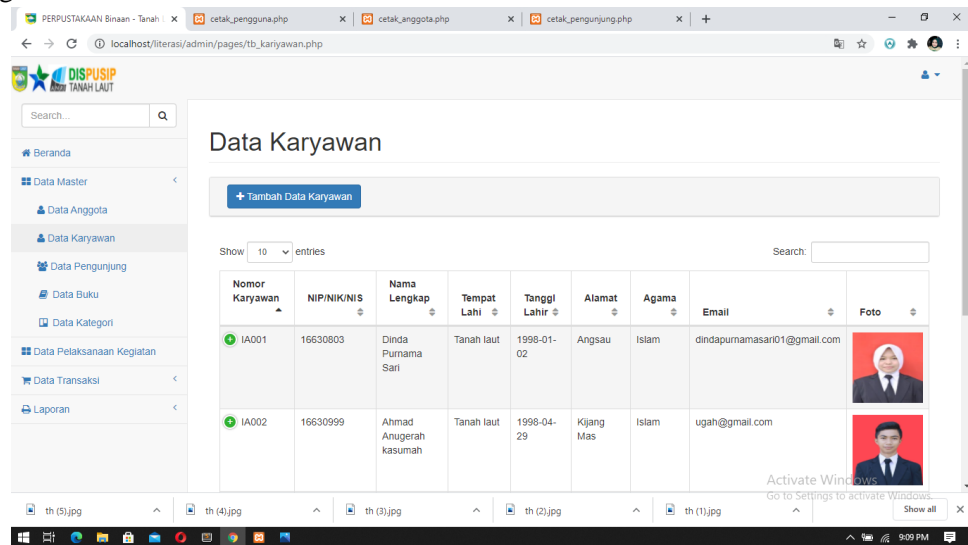 PERPUSTAKAAN Binaan - Tanah L
cetak_pengguna.php
cetak_anggota.php
cetak_pengunjung.php
localhost/literasi/admin/pages/tb_kariyawan.php
DISPUSIP
TANAH LAUT
Search...
Beranda
Data Master
Data Anggota
Data Karyawan
Data Pengunjung
Data Buku
Data Kategori
Data Pelaksanaan Kegiatan
Data Transaksi
Laporan
Data Karyawan
+ Tambah Data Karyawan
Show 10 entries
Search:
Nomor Karyawan NIP/NIK/NIS Nama Lengkap Tempat Lahi Tanggl Lahir Alamat Agama Email Foto
IA001 16630803 Dinda Purnama Sari Tanah laut 1998-01-02 Angsau Islam dindapurnamasari01@gmail.com
IA002 16630999 Ahmad Anugerah kasumah Tanah laut 1998-04-29 Kijang Mas Islam ugah@gmail.com
Activate Windows
Go to Settings to activate Windows.
th (5).jpg
th (4).jpg
th (3).jpg
th (2).jpg
th (1).jpg
Show all
9:09 PM